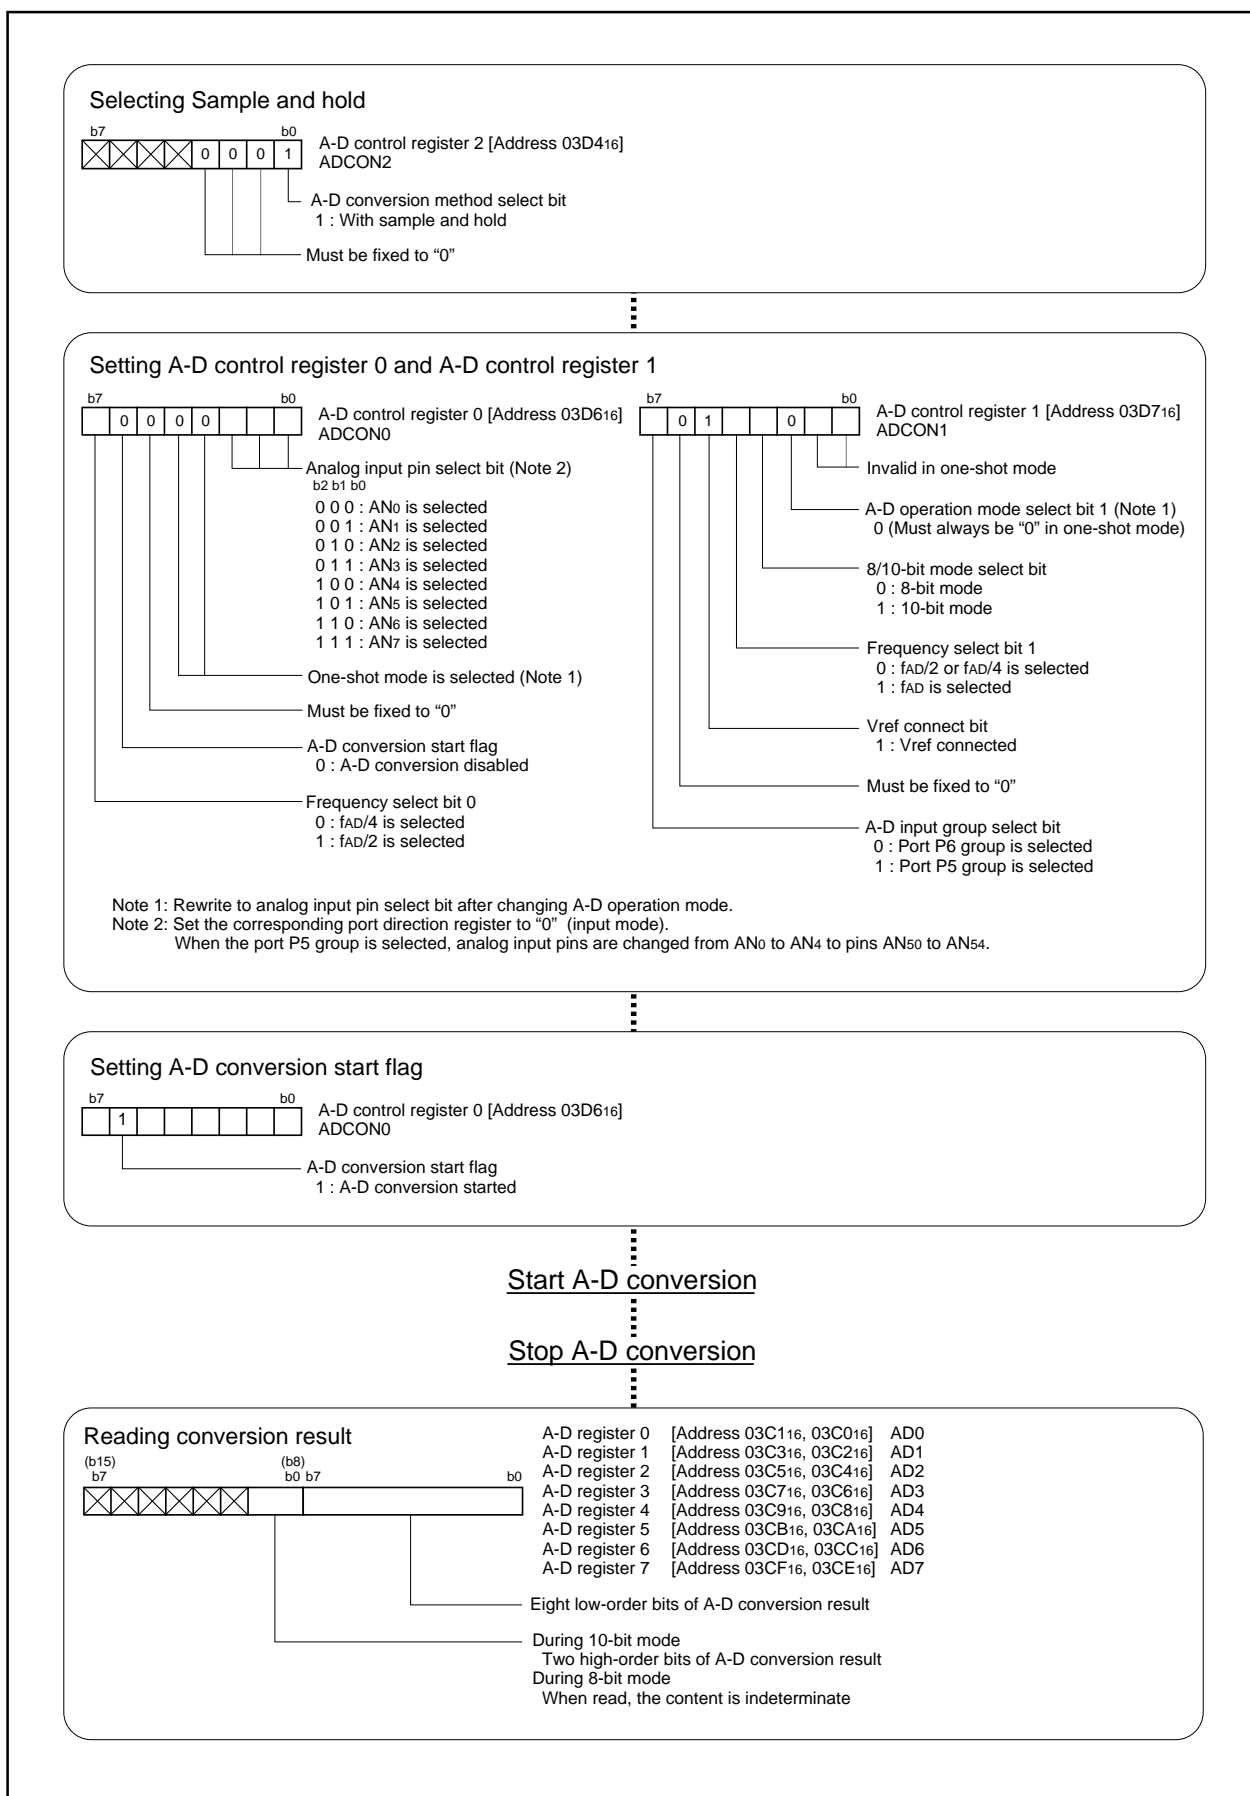 Selecting Sample and hold
b7 b0
0 0 0 1
A-D control register 2 [Address 03D416]
ADCON2
A-D conversion method select bit
1 : With sample and hold
Must be fixed to “0”
Setting A-D control register 0 and A-D control register 1
b7 b0
0 0 0 0
A-D control register 0 [Address 03D616]
ADCON0
Analog input pin select bit (Note 2)
b2 b1 b0
0 0 0 : AN0 is selected
0 0 1 : AN1 is selected
0 1 0 : AN2 is selected
0 1 1 : AN3 is selected
1 0 0 : AN4 is selected
1 0 1 : AN5 is selected
1 1 0 : AN6 is selected
1 1 1 : AN7 is selected
One-shot mode is selected (Note 1)
Must be fixed to “0”
A-D conversion start flag
0 : A-D conversion disabled
Frequency select bit 0
0 : fAD/4 is selected
1 : fAD/2 is selected
b7 b0
0 1 0
A-D control register 1 [Address 03D716]
ADCON1
Invalid in one-shot mode
A-D operation mode select bit 1 (Note 1)
0 (Must always be “0” in one-shot mode)
8/10-bit mode select bit
0 : 8-bit mode
1 : 10-bit mode
Frequency select bit 1
0 : fAD/2 or fAD/4 is selected
1 : fAD is selected
Vref connect bit
1 : Vref connected
Must be fixed to “0”
A-D input group select bit
0 : Port P6 group is selected
1 : Port P5 group is selected
Note 1: Rewrite to analog input pin select bit after changing A-D operation mode.
Note 2: Set the corresponding port direction register to “0” (input mode).
When the port P5 group is selected, analog input pins are changed from AN0 to AN4 to pins AN50 to AN54.
Setting A-D conversion start flag
b7 b0
1
A-D control register 0 [Address 03D616]
ADCON0
A-D conversion start flag
1 : A-D conversion started
Start A-D conversion
Stop A-D conversion
Reading conversion result
(b15) (b8)
b7 b0 b7 b0
A-D register 0 [Address 03C116, 03C016] AD0
A-D register 1 [Address 03C316, 03C216] AD1
A-D register 2 [Address 03C516, 03C416] AD2
A-D register 3 [Address 03C716, 03C616] AD3
A-D register 4 [Address 03C916, 03C816] AD4
A-D register 5 [Address 03CB16, 03CA16] AD5
A-D register 6 [Address 03CD16, 03CC16] AD6
A-D register 7 [Address 03CF16, 03CE16] AD7
Eight low-order bits of A-D conversion result
During 10-bit mode
Two high-order bits of A-D conversion result
During 8-bit mode
When read, the content is indeterminate